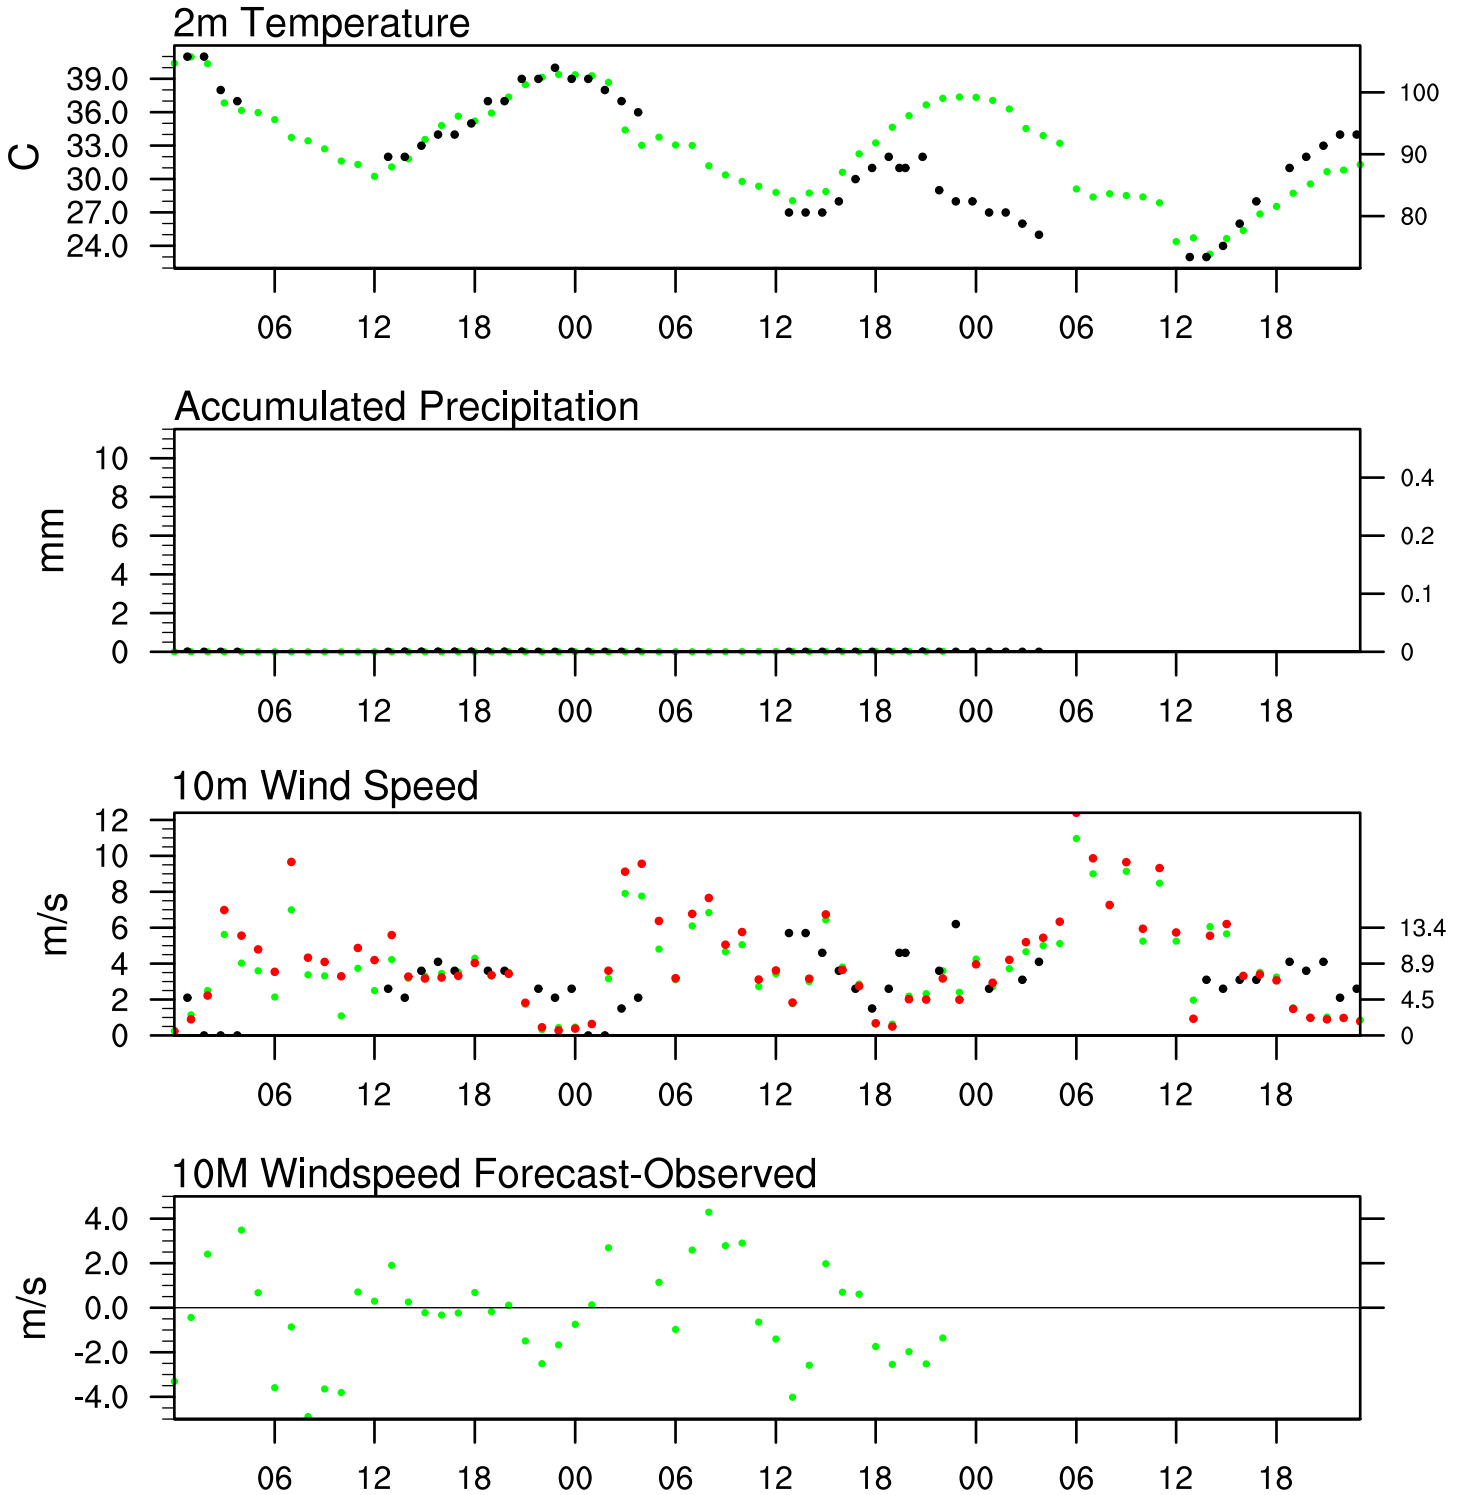 2m Temperature
39.0
36.0
33.0
30.0
27.0
24.0
C
100
90
80
06 12 18 00 06 12 18 00 06 12 18
Accumulated Precipitation
10
8
6
4
2
0
mm
0.4
0.2
0.1
0
06 12 18 00 06 12 18 00 06 12 18
10m Wind Speed
12
10
8
6
4
2
0
m/s
13.4
8.9
4.5
0
06 12 18 00 06 12 18 00 06 12 18
10M Windspeed Forecast-Observed
4.0
2.0
0.0
-2.0
-4.0
m/s
06 12 18 00 06 12 18 00 06 12 18